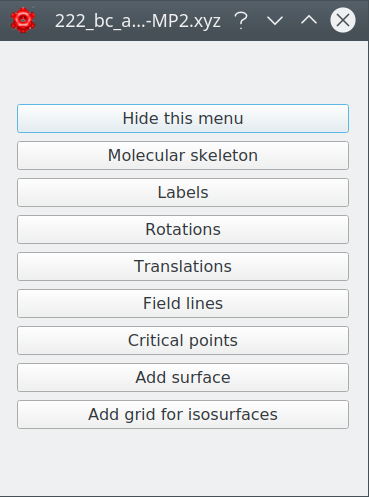 222_bc_a...-MP2.xyz ?
Hide this menu
Molecular skeleton
Labels
Rotations
Translations
Field lines
Critical points
Add surface
Add grid for isosurfaces